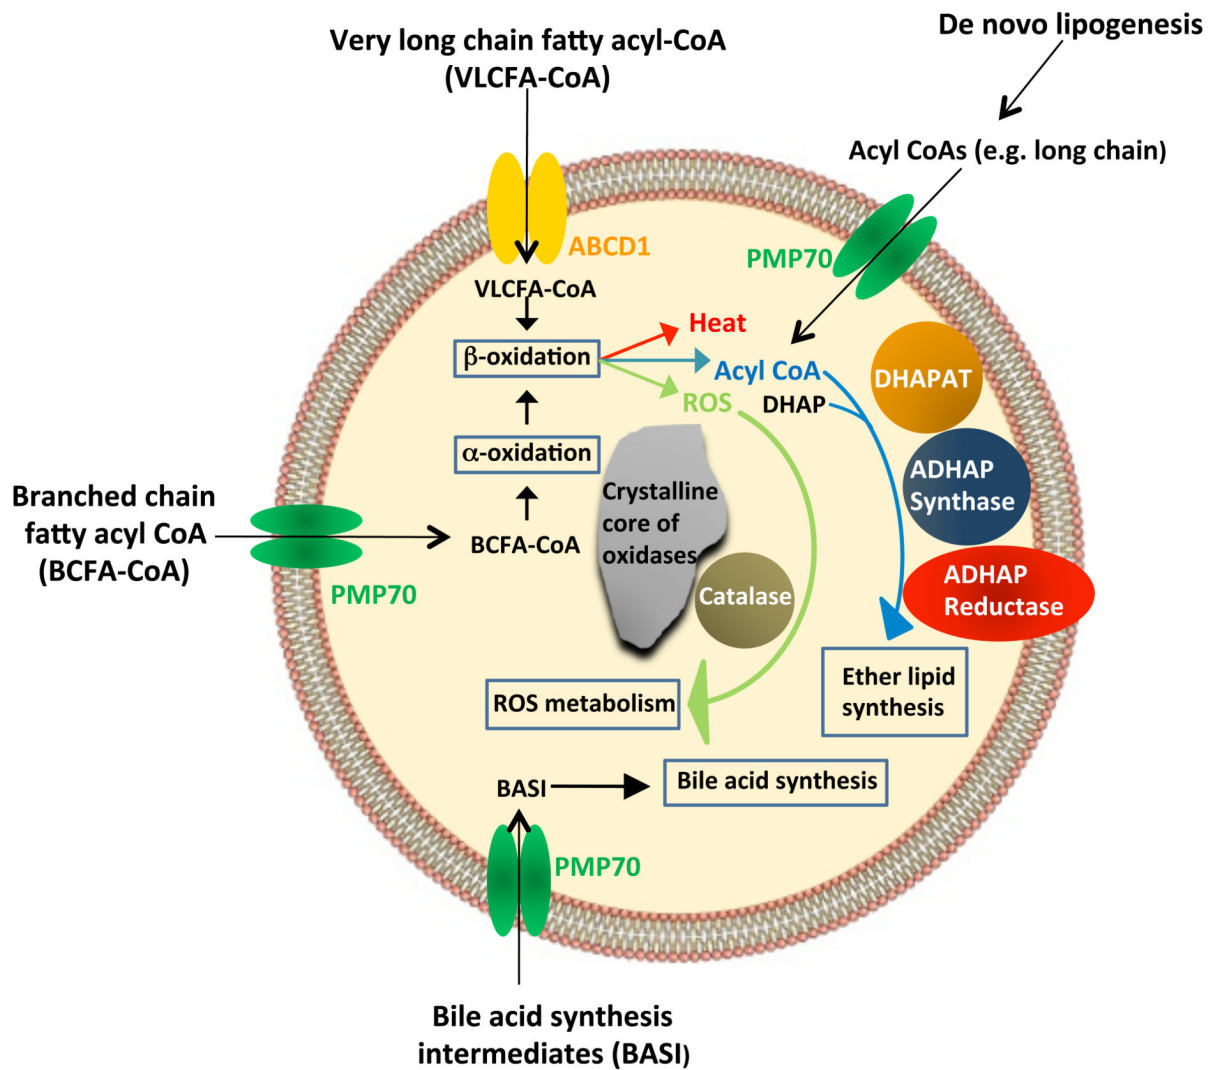 De novo lipogenesis
Very long chain fatty acyl-CoA
(VLCFA-CoA)
Acyl CoAs (e.g. long chain)
ABCD1
PMP70
VLCFA-CoA
Heat
β-oxidation
Acyl CoA
DHAPAT
ROS
DHAP
α-oxidation
ADHAP
Synthase
Branched chain
fatty acyl CoA
(BCFA-CoA)
Crystalline
core of
oxidases
BCFA-CoA
PMP70
Catalase
ADHAP
Reductase
Ether lipid
synthesis
ROS metabolism
Bile acid synthesis
BASI
PMP70
Bile acid synthesis
intermediates (BASI)